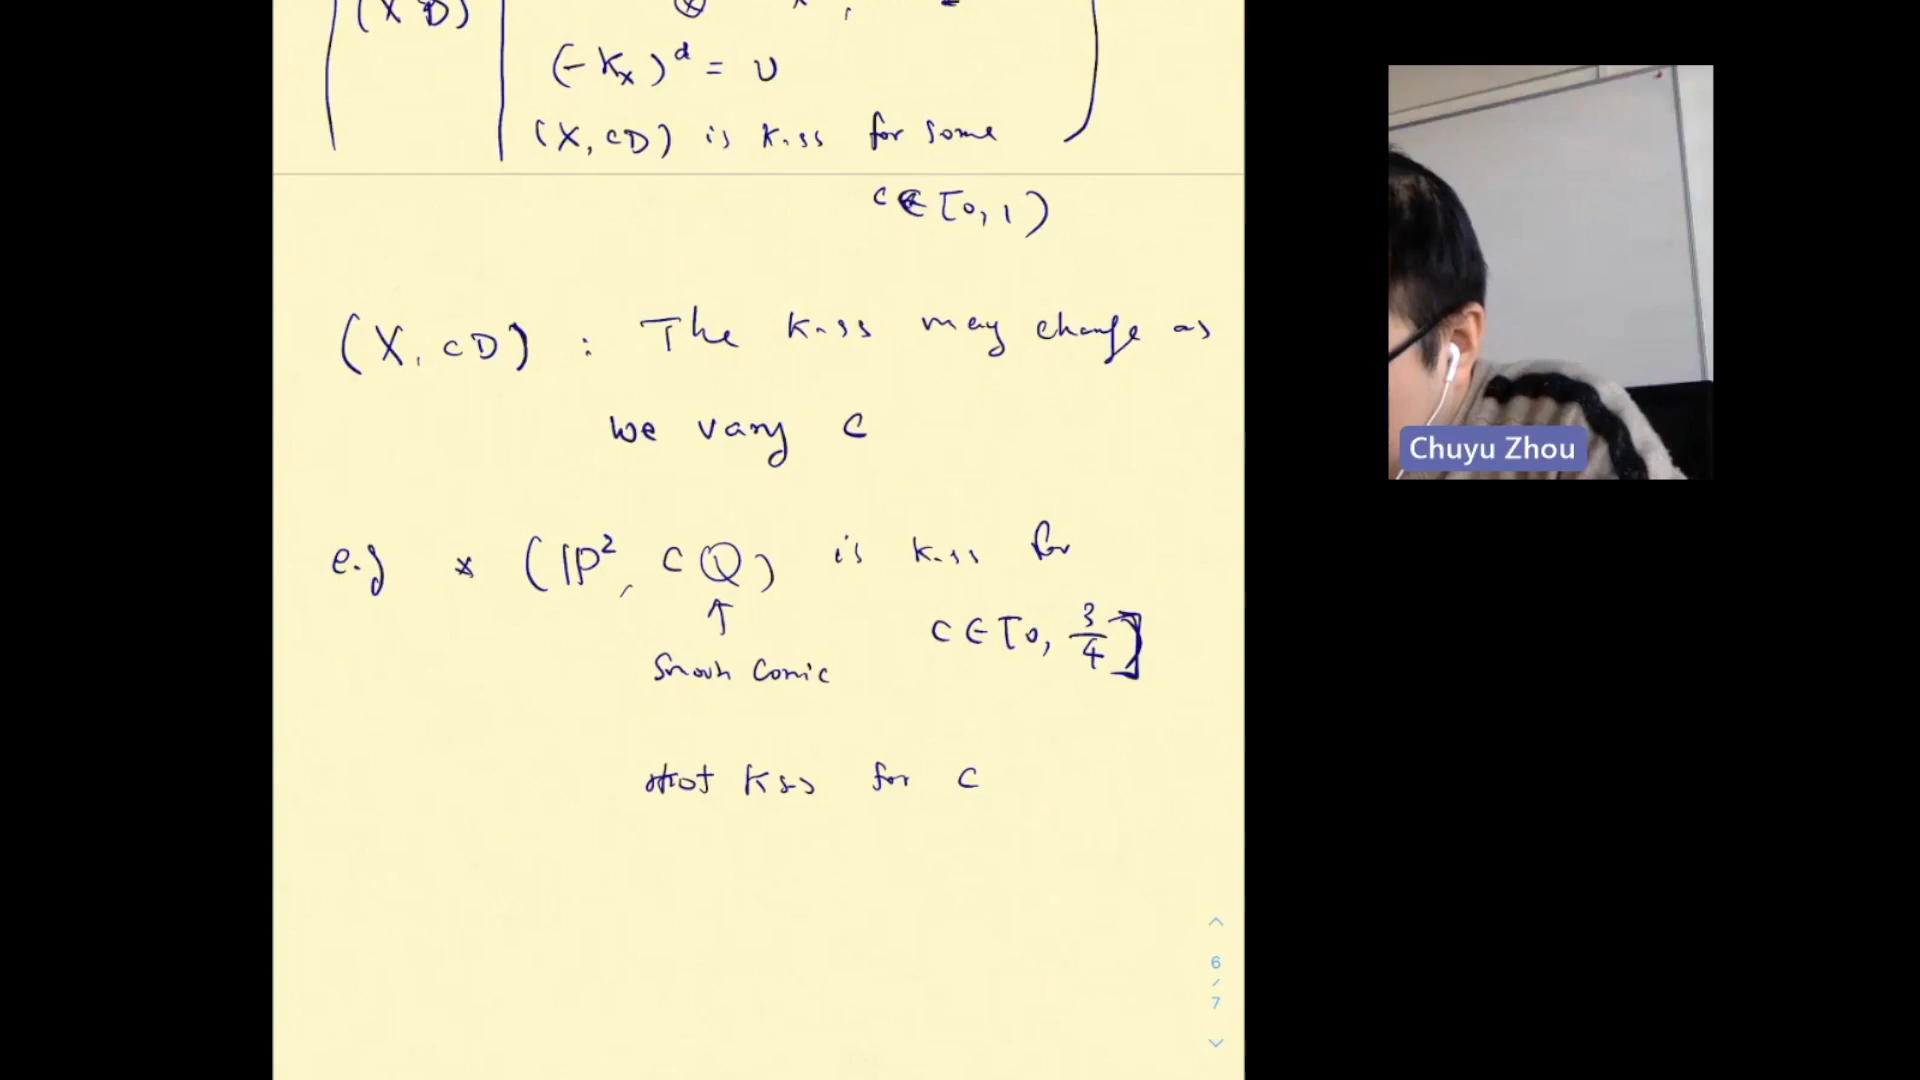 (X D)
(-K_X)^d = v
(X, cD) is K.ss for some
c ∈ [0, 1)
(X, cD) : The K-ss may change as
we vary c
e.g * (P², cQ) is K.ss for
↑ c ∈ [0, 3/4]
Smooth Conic
not Kss for c
Chuyu Zhou
6
/
7